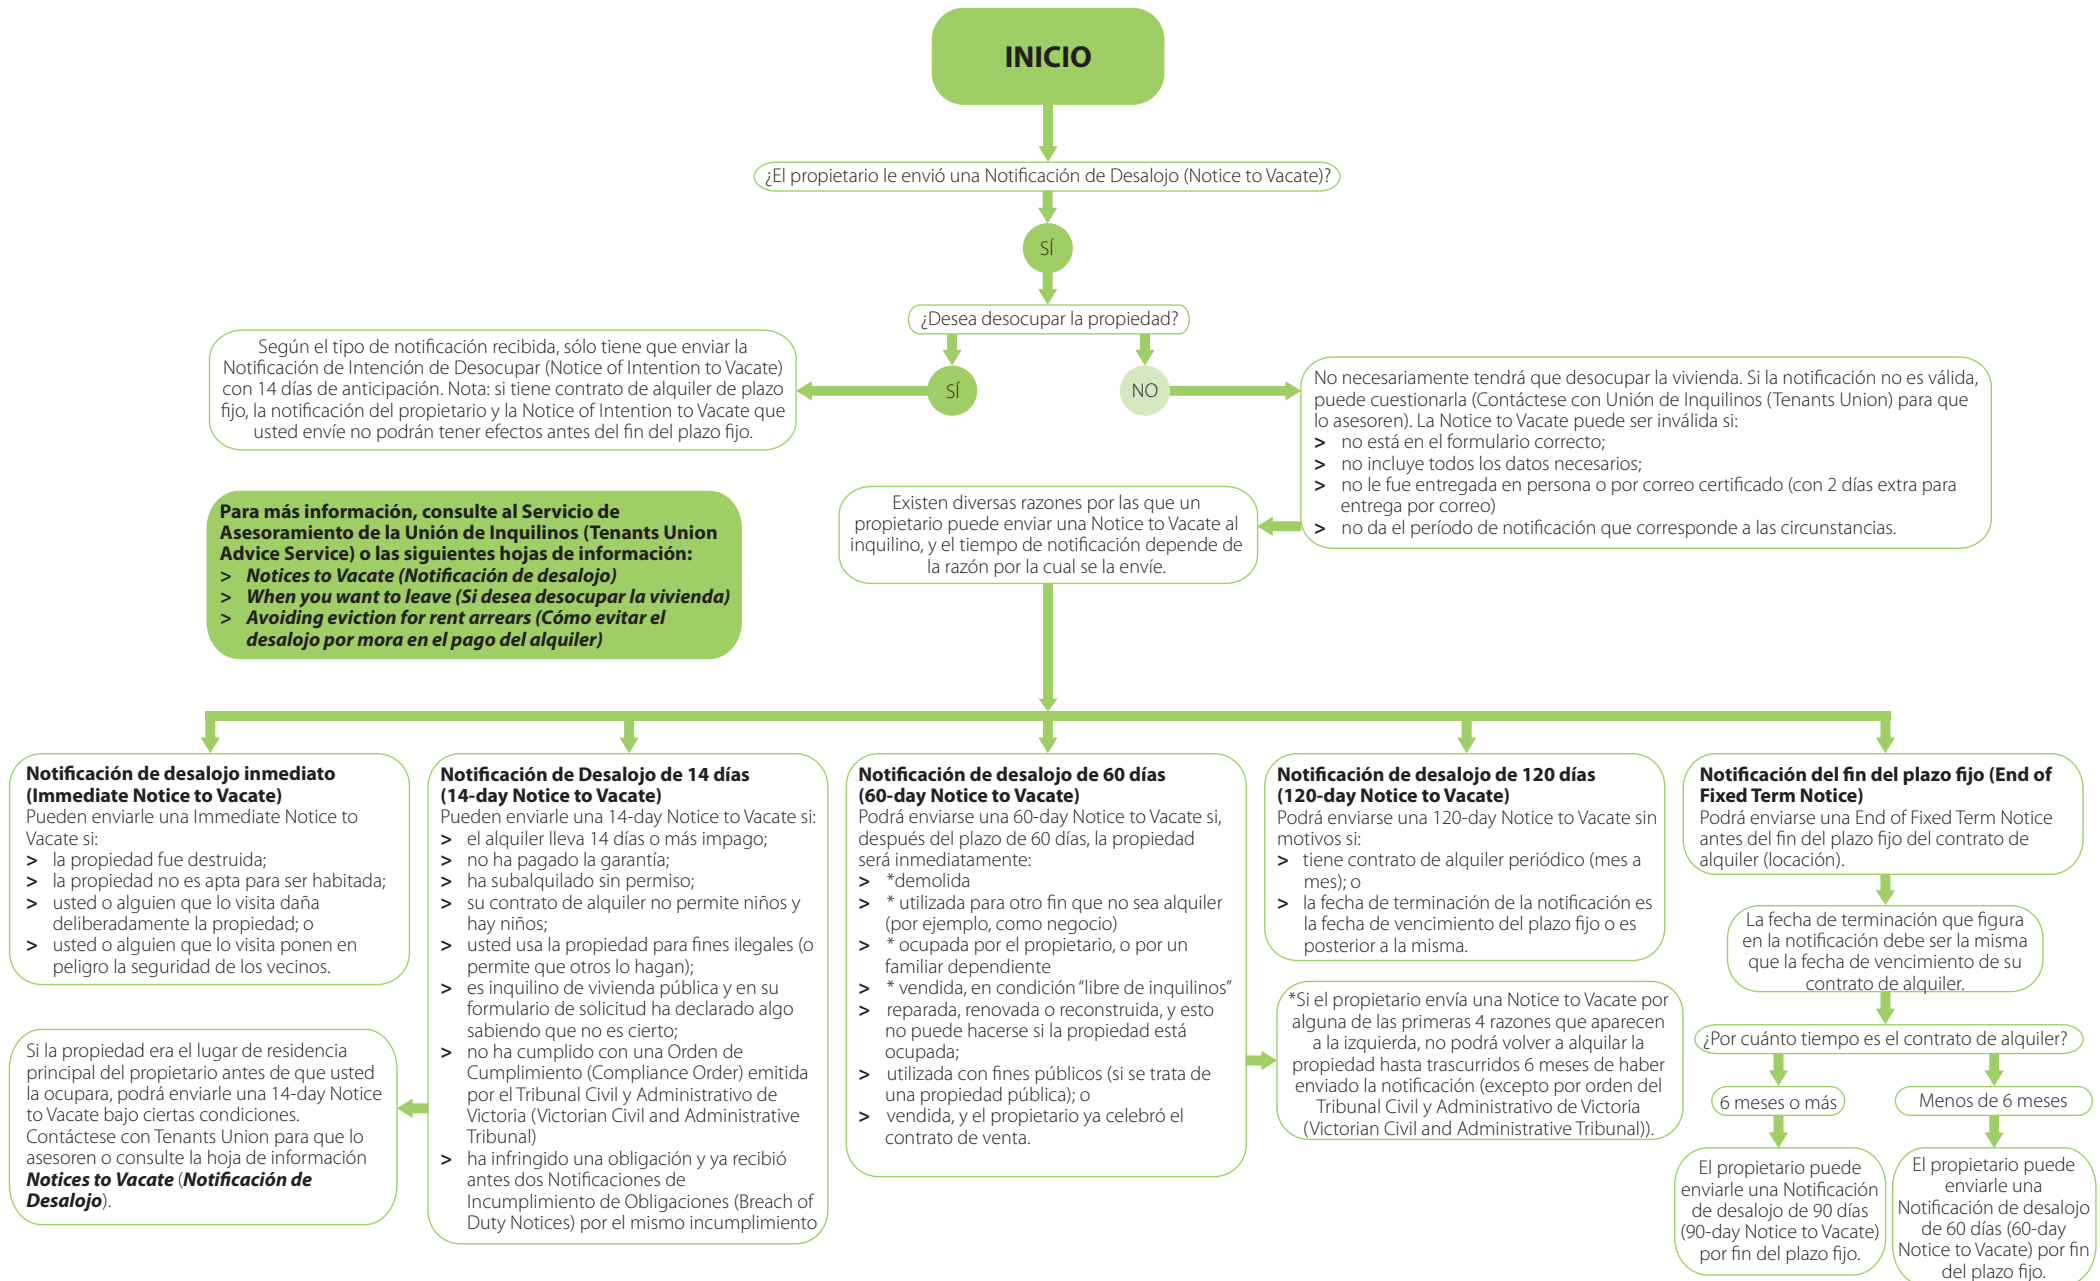 INICIO
¿El propietario le envió una Notificación de Desalojo (Notice to Vacate)?
SÍ
¿Desea desocupar la propiedad?
SÍ
NO
Según el tipo de notificación recibida, sólo tiene que enviar la
Notificación de Intención de Desocupar (Notice of Intention to Vacate)
con 14 días de anticipación. Nota: si tiene contrato de alquiler de plazo
fijo, la notificación del propietario y la Notice of Intention to Vacate que
usted envíe no podrán tener efectos antes del fin del plazo fijo.
No necesariamente tendrá que desocupar la vivienda. Si la notificación no es válida,
puede cuestionarla (Contáctese con Unión de Inquilinos (Tenants Union) para que
lo asesoren). La Notice to Vacate puede ser inválida si:
> no está en el formulario correcto;
> no incluye todos los datos necesarios;
> no le fue entregada en persona o por correo certificado (con 2 días extra para
entrega por correo)
> no da el período de notificación que corresponde a las circunstancias.
Para más información, consulte al Servicio de
Asesoramiento de la Unión de Inquilinos (Tenants Union
Advice Service) o las siguientes hojas de información:
> Notices to Vacate (Notificación de desalojo)
> When you want to leave (Si desea desocupar la vivienda)
> Avoiding eviction for rent arrears (Cómo evitar el
desalojo por mora en el pago del alquiler)
Existen diversas razones por las que un
propietario puede enviar una Notice to Vacate al
inquilino, y el tiempo de notificación depende de
la razón por la cual se la envíe.
Notificación de desalojo inmediato
(Immediate Notice to Vacate)
Pueden enviarle una Immediate Notice to
Vacate si:
> la propiedad fue destruida;
> la propiedad no es apta para ser habitada;
> usted o alguien que lo visita daña
deliberadamente la propiedad; o
> usted o alguien que lo visita ponen en
peligro la seguridad de los vecinos.
Si la propiedad era el lugar de residencia
principal del propietario antes de que usted
la ocupara, podrá enviarle una 14-day Notice
to Vacate bajo ciertas condiciones.
Contáctese con Tenants Union para que lo
asesoren o consulte la hoja de información
Notices to Vacate (Notificación de
Desalojo).
Notificación de Desalojo de 14 días
(14-day Notice to Vacate)
Pueden enviarle una 14-day Notice to Vacate si:
> el alquiler lleva 14 días o más impago;
> no ha pagado la garantía;
> ha subalquilado sin permiso;
> su contrato de alquiler no permite niños y
hay niños;
> usted usa la propiedad para fines ilegales (o
permite que otros lo hagan);
> es inquilino de vivienda pública y en su
formulario de solicitud ha declarado algo
sabiendo que no es cierto;
> no ha cumplido con una Orden de
Cumplimiento (Compliance Order) emitida
por el Tribunal Civil y Administrativo de
Victoria (Victorian Civil and Administrative
Tribunal)
> ha infringido una obligación y ya recibió
antes dos Notificaciones de
Incumplimiento de Obligaciones (Breach of
Duty Notices) por el mismo incumplimiento
Notificación de desalojo de 60 días
(60-day Notice to Vacate)
Podrá enviarse una 60-day Notice to Vacate si,
después del plazo de 60 días, la propiedad
será inmediatamente:
> *demolida
> * utilizada para otro fin que no sea alquiler
(por ejemplo, como negocio)
> * ocupada por el propietario, o por un
familiar dependiente
> * vendida, en condición “libre de inquilinos”
> reparada, renovada o reconstruida, y esto
no puede hacerse si la propiedad está
ocupada;
> utilizada con fines públicos (si se trata de
una propiedad pública); o
> vendida, y el propietario ya celebró el
contrato de venta.
Notificación de desalojo de 120 días
(120-day Notice to Vacate)
Podrá enviarse una 120-day Notice to Vacate sin
motivos si:
> tiene contrato de alquiler periódico (mes a
mes); o
> la fecha de terminación de la notificación es
la fecha de vencimiento del plazo fijo o es
posterior a la misma.
*Si el propietario envía una Notice to Vacate por
alguna de las primeras 4 razones que aparecen
a la izquierda, no podrá volver a alquilar la
propiedad hasta trascurridos 6 meses de haber
enviado la notificación (excepto por orden del
Tribunal Civil y Administrativo de Victoria
(Victorian Civil and Administrative Tribunal)).
Notificación del fin del plazo fijo (End of
Fixed Term Notice)
Podrá enviarse una End of Fixed Term Notice
antes del fin del plazo fijo del contrato de
alquiler (locación).
La fecha de terminación que figura
en la notificación debe ser la misma
que la fecha de vencimiento de su
contrato de alquiler.
¿Por cuánto tiempo es el contrato de alquiler?
6 meses o más
Menos de 6 meses
El propietario puede
enviarle una Notificación
de desalojo de 90 días
(90-day Notice to Vacate)
por fin del plazo fijo.
El propietario puede
enviarle una
Notificación de desalojo
de 60 días (60-day
Notice to Vacate) por fin
del plazo fijo.